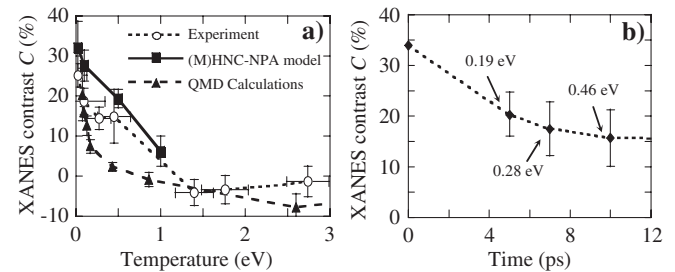 XANES contrast C (%)
40
30
20
10
0
-10
0
1
2
3
Temperature (eV)
a)
Experiment
(M)HNC-NPA model
QMD Calculations
XANES contrast C (%)
40
30
20
10
0
0
4
8
12
Time (ps)
b)
0.19 eV
0.46 eV
0.28 eV